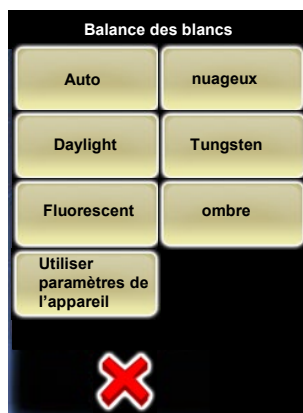 Balance des blancs
Auto
nuageux
Daylight
Tungsten
Fluorescent
ombre
Utiliser
paramètres de
l'appareil